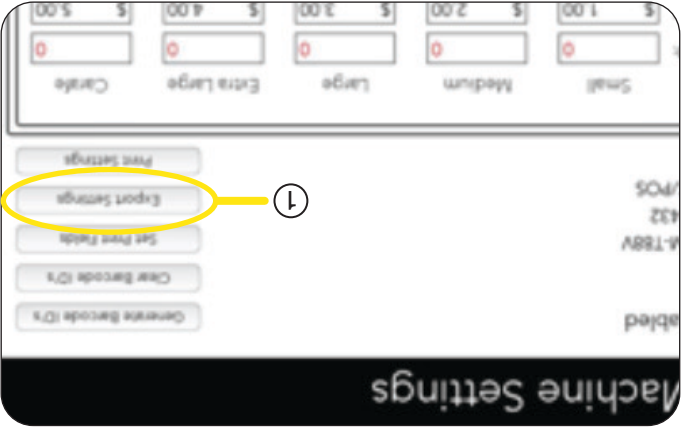 Machine Settings
abled
Generate Barcode ID's
Clear Barcode ID's
M-T88V
Set Print Fields
432
/POS
1
Export Settings
Print Settings
Small Medium Large Extra Large Carafe
0 0 0 0 0
$ 1.00 $ 2.00 $ 3.00 $ 4.00 $ 5.00